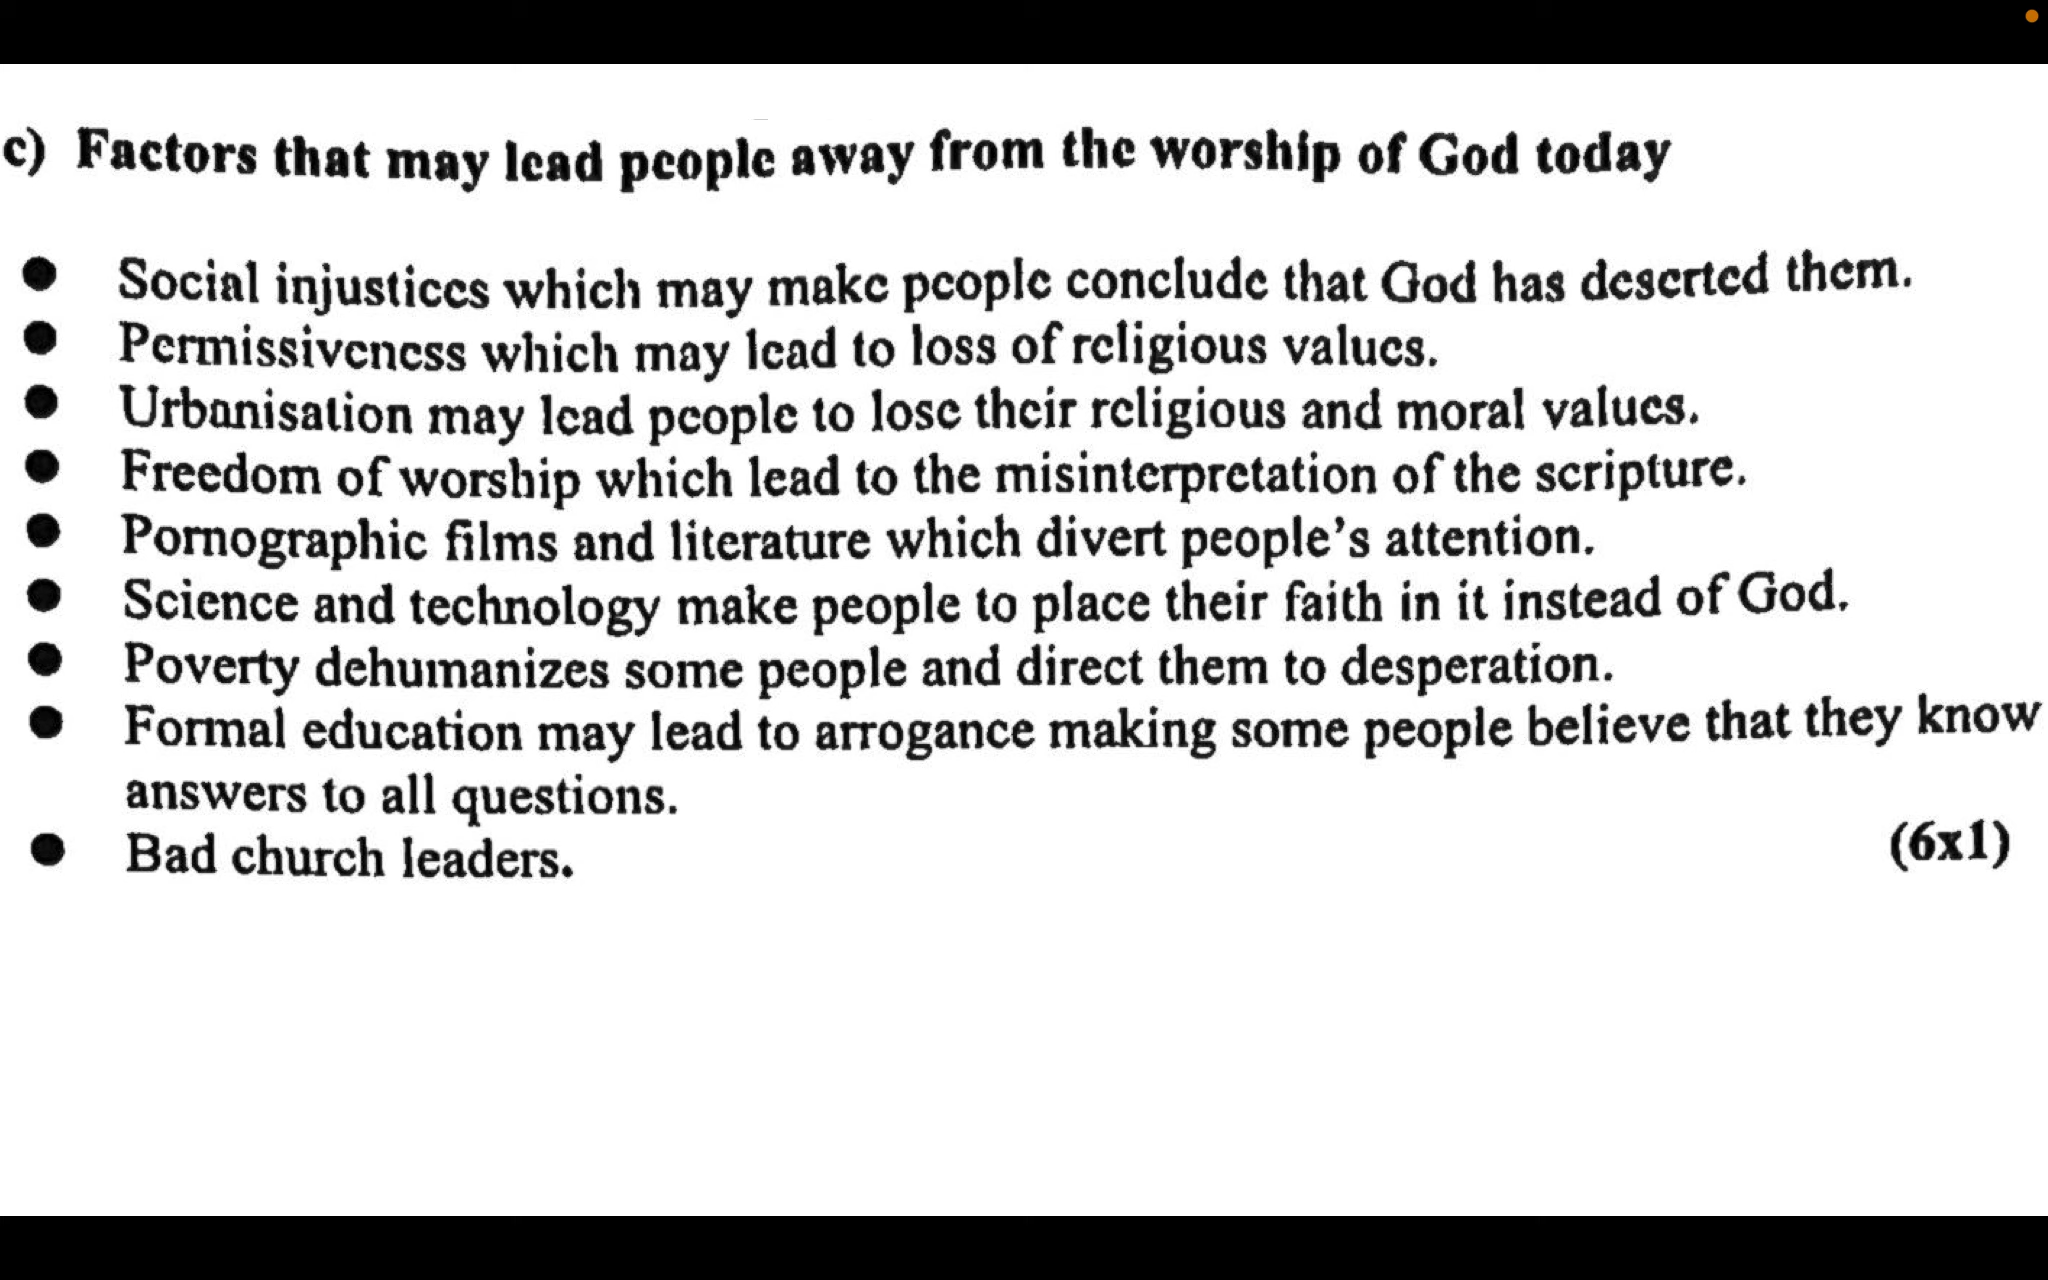 c) Factors that may lead people away from the worship of God today
● Social injustices which may make people conclude that God has deserted them.
● Permissiveness which may lead to loss of religious values.
● Urbanisation may lead people to lose their religious and moral values.
● Freedom of worship which lead to the misinterpretation of the scripture.
● Pornographic films and literature which divert people's attention.
● Science and technology make people to place their faith in it instead of God.
● Poverty dehumanizes some people and direct them to desperation.
● Formal education may lead to arrogance making some people believe that they know
answers to all questions.
● Bad church leaders. (6x1)